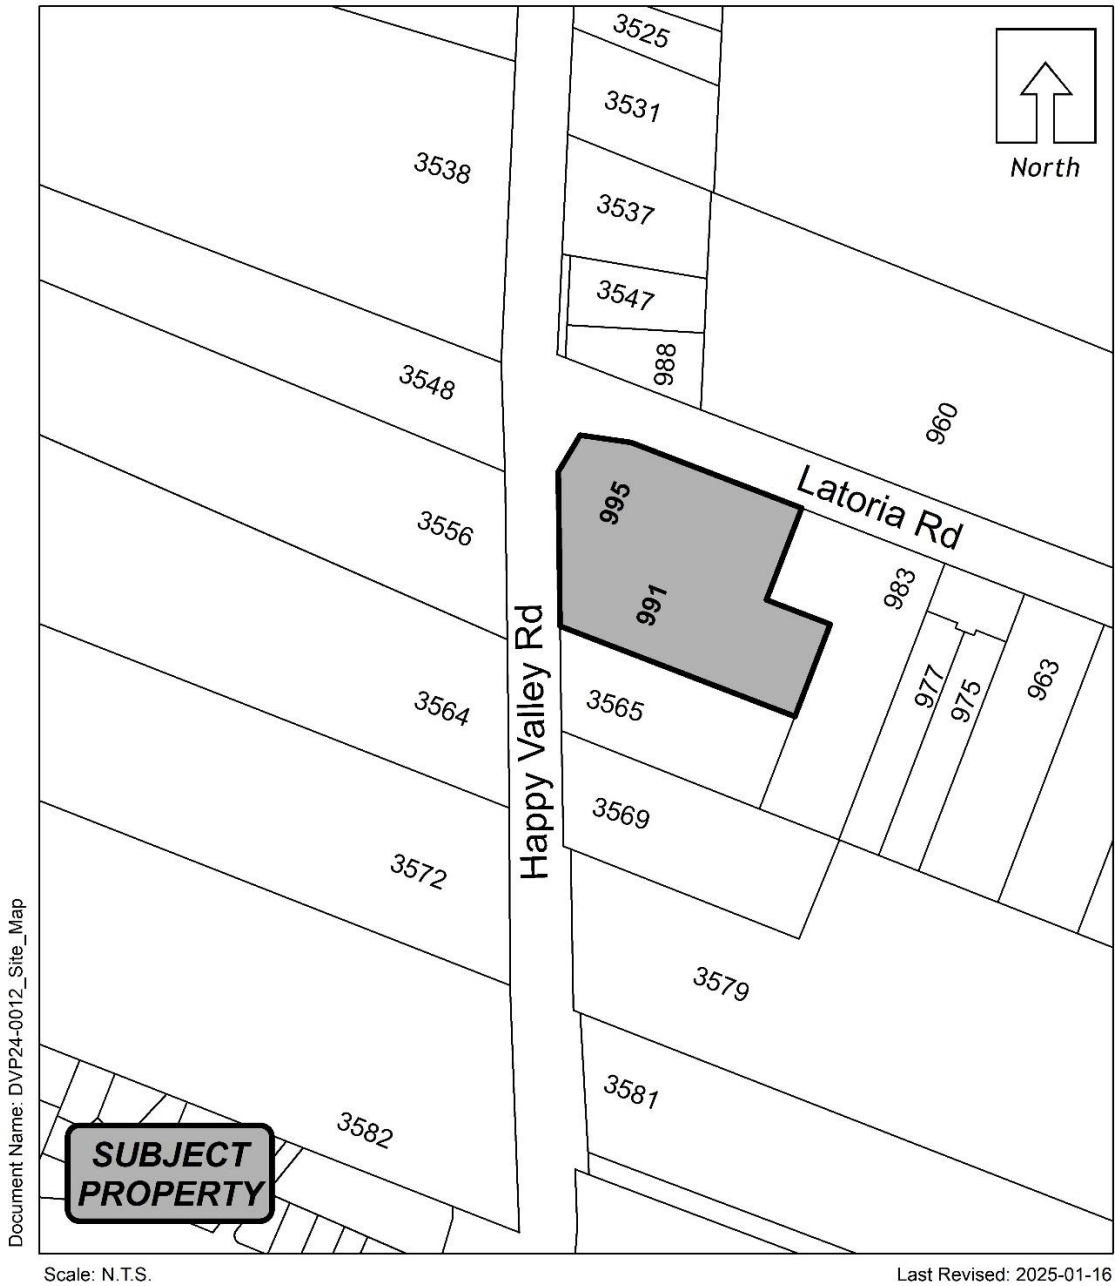 3525
3531
North
3538
3537
3547
988
3548
960
Latoria Rd
995
3556
983
991
Happy Valley Rd
977
975
963
3565
3564
3569
3572
3579
3581
3582
SUBJECT
PROPERTY
Document Name: DVP24-0012_Site_Map
Scale: N.T.S.
Last Revised: 2025-01-16